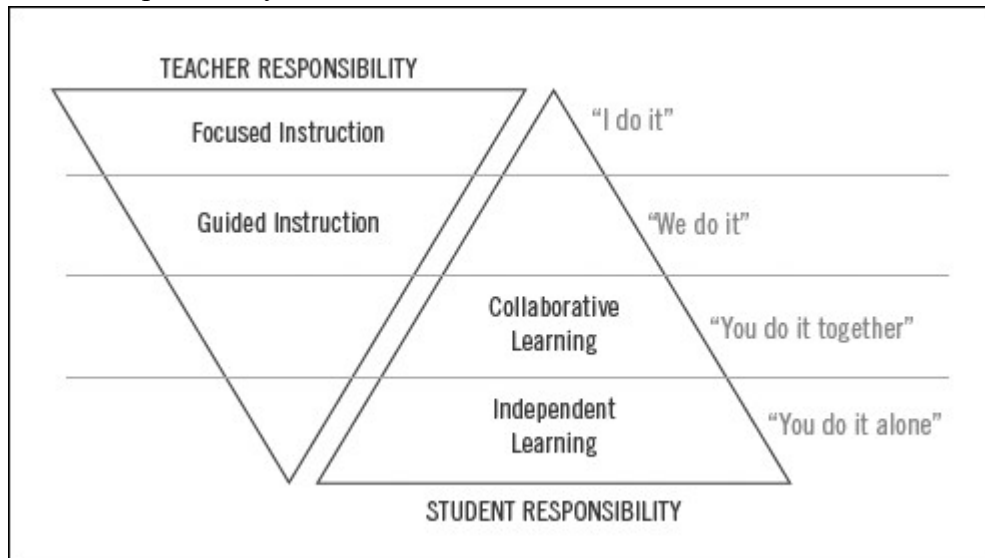 TEACHER RESPONSIBILITY
Focused Instruction
“I do it”
Guided Instruction
“We do it”
Collaborative
Learning
“You do it together”
Independent
Learning
“You do it alone”
STUDENT RESPONSIBILITY